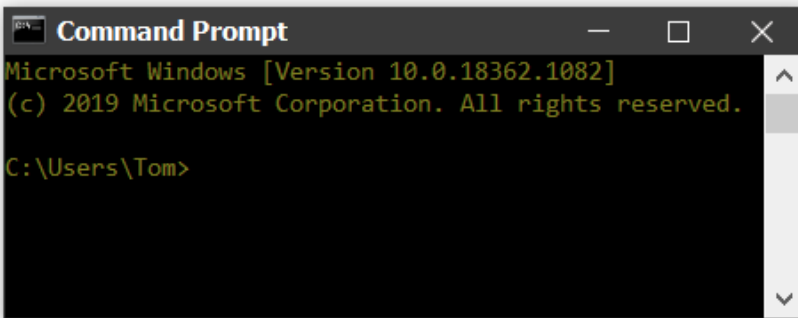 Command Prompt
Microsoft Windows [Version 10.0.18362.1082]
(c) 2019 Microsoft Corporation. All rights reserved.
C:\Users\Tom>